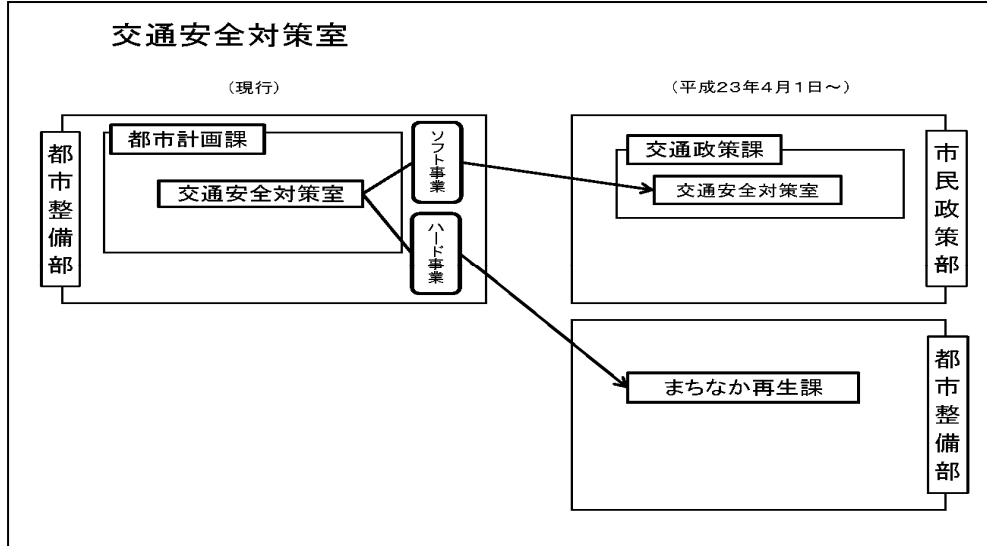 交通安全対策室
（現行）
（平成23年4月1日～）
都市整備部
都市計画課
交通安全対策室
ソフト事業
ハード事業
交通政策課
交通安全対策室
市民政策部
まちなか再生課
都市整備部